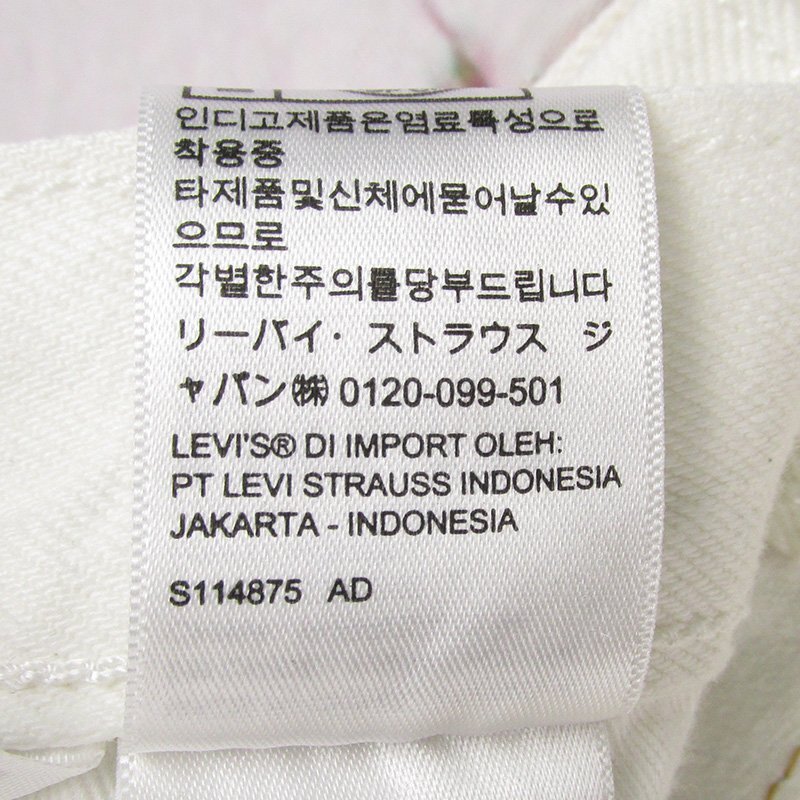 인디고제품은염료특성으로
착용중
타제품및신체에묻어날수있
으므로
각별한주의를당부드립니다
リーバイ・ストラウス ジ
ャパン㈱ 0120-099-501
LEVI'S® DI IMPORT OLEH:
PT LEVI STRAUSS INDONESIA
JAKARTA - INDONESIA
S114875 AD